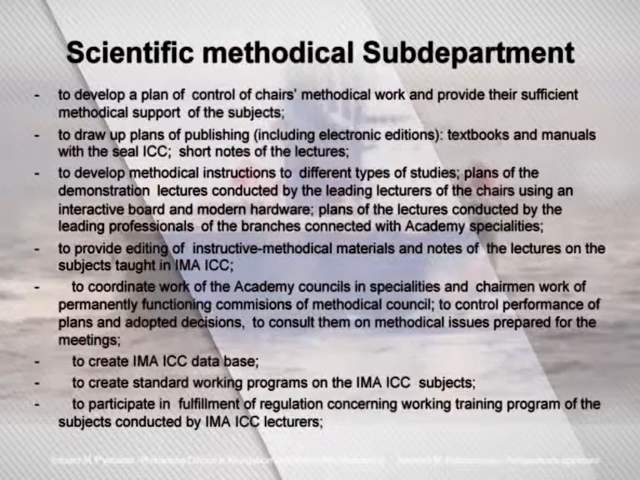 Scientific methodical Subdepartment
- to develop a plan of control of chairs' methodical work and provide their sufficient
methodical support of the subjects;
- to draw up plans of publishing (including electronic editions): textbooks and manuals
with the seal ICC; short notes of the lectures;
- to develop methodical instructions to different types of studies; plans of the
demonstration lectures conducted by the leading lecturers of the chairs using an
interactive board and modern hardware; plans of the lectures conducted by the
leading professionals of the branches connected with Academy specialities;
- to provide editing of instructive-methodical materials and notes of the lectures on the
subjects taught in IMA ICC;
- to coordinate work of the Academy councils in specialities and chairmen work of
permanently functioning commisions of methodical council; to control performance of
plans and adopted decisions, to consult them on methodical issues prepared for the
meetings;
- to create IMA ICC data base;
- to create standard working programs on the IMA ICC subjects;
- to participate in fulfillment of regulation concerning working training program of the
subjects conducted by IMA ICC lecturers;